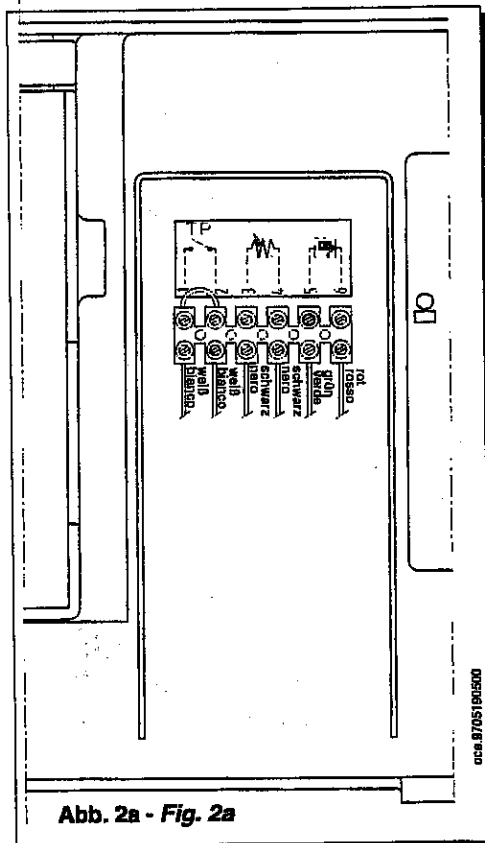 TP
1 2 3 4 5 6
weiß
bianco
weiß
bianco
schwarz
nero
schwarz
nero
grün
verde
rot
rosso
oce.9705190500
Abb. 2a - Fig. 2a